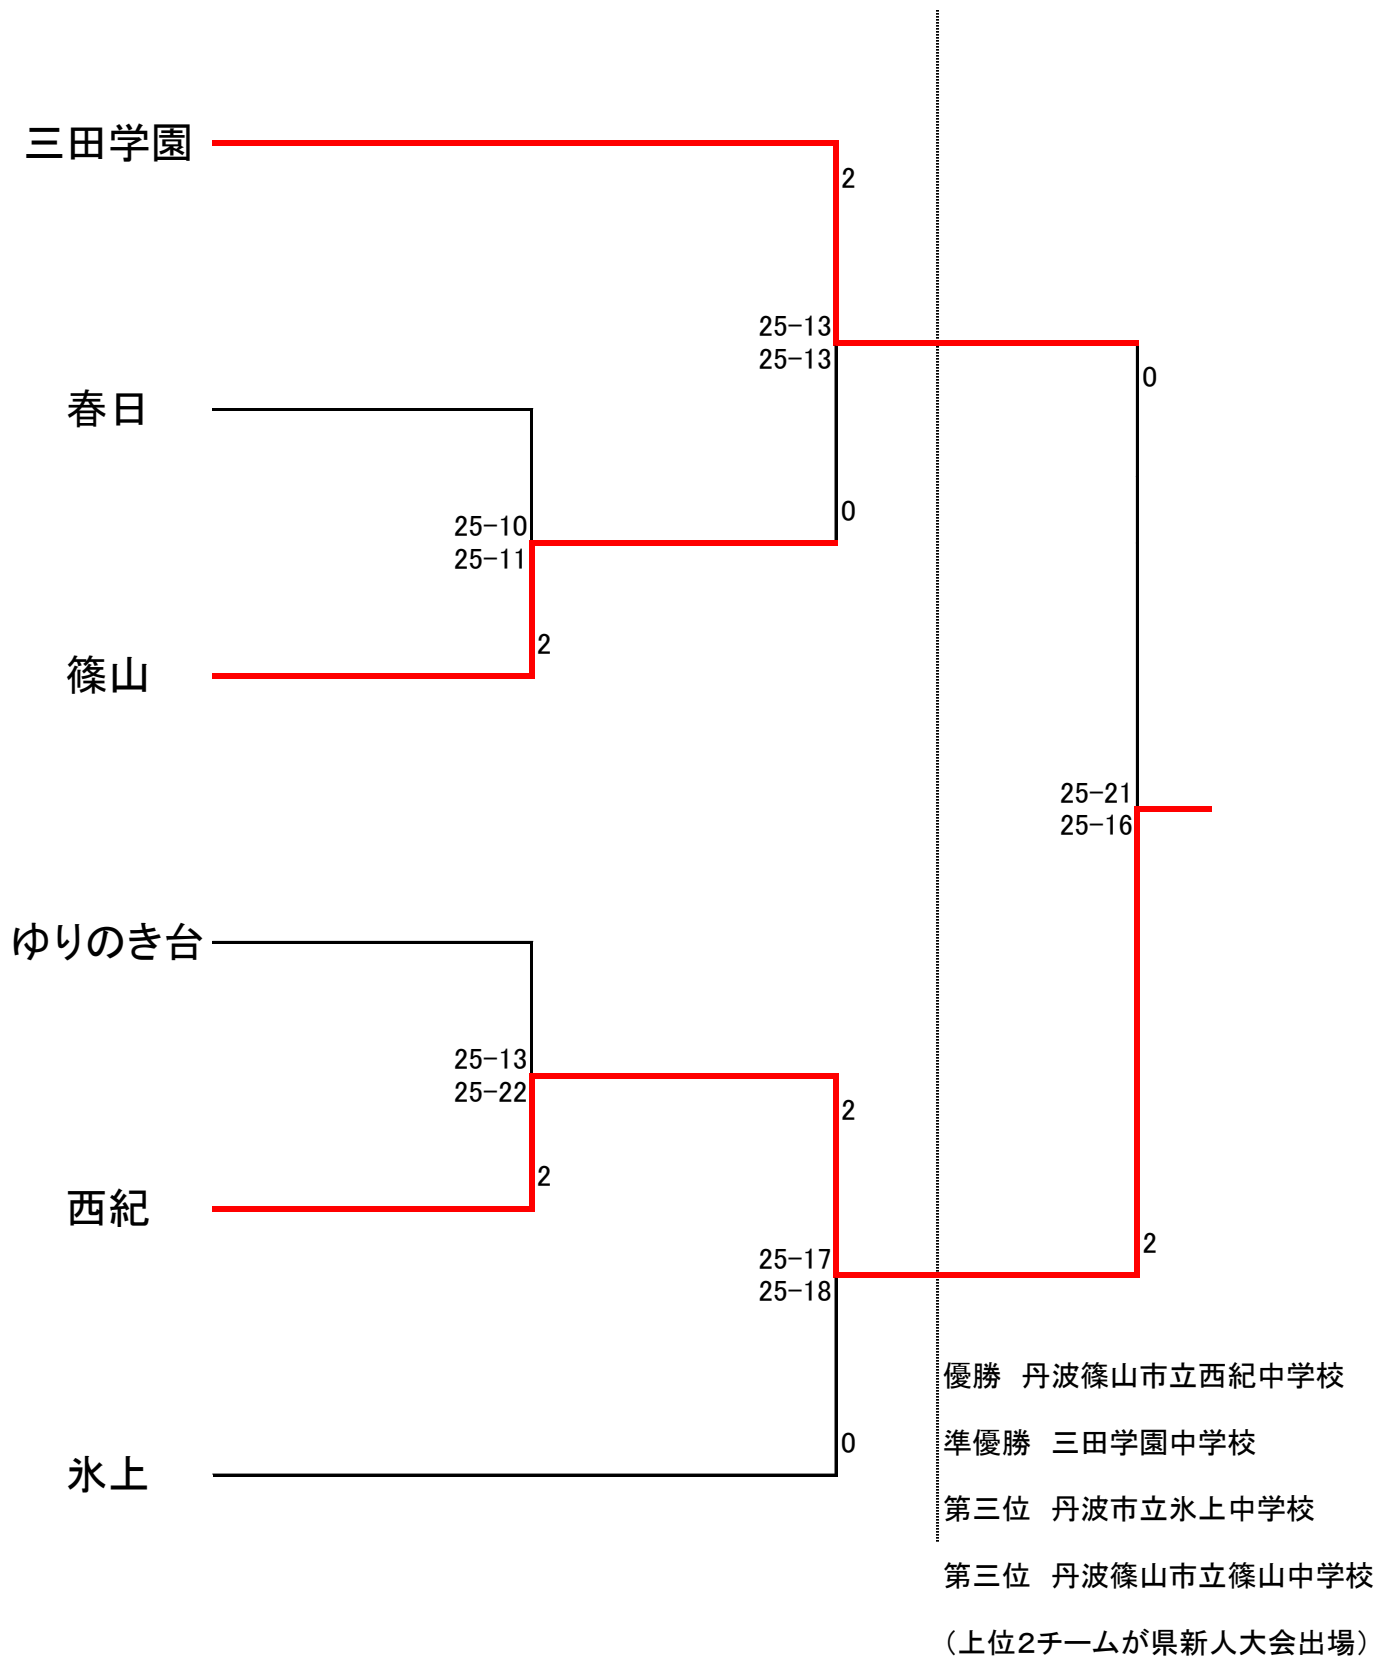 三田学園
2
25-13
25-13
0
春日
0
25-10
25-11
2
篠山
25-21
25-16
ゆりのき台
25-13
25-22
2
2
西紀
2
25-17
25-18
優勝 丹波篠山市立西紀中学校
0
準優勝 三田学園中学校
氷上
第三位 丹波市立氷上中学校
第三位 丹波篠山市立篠山中学校
（上位２チームが県新人大会出場）